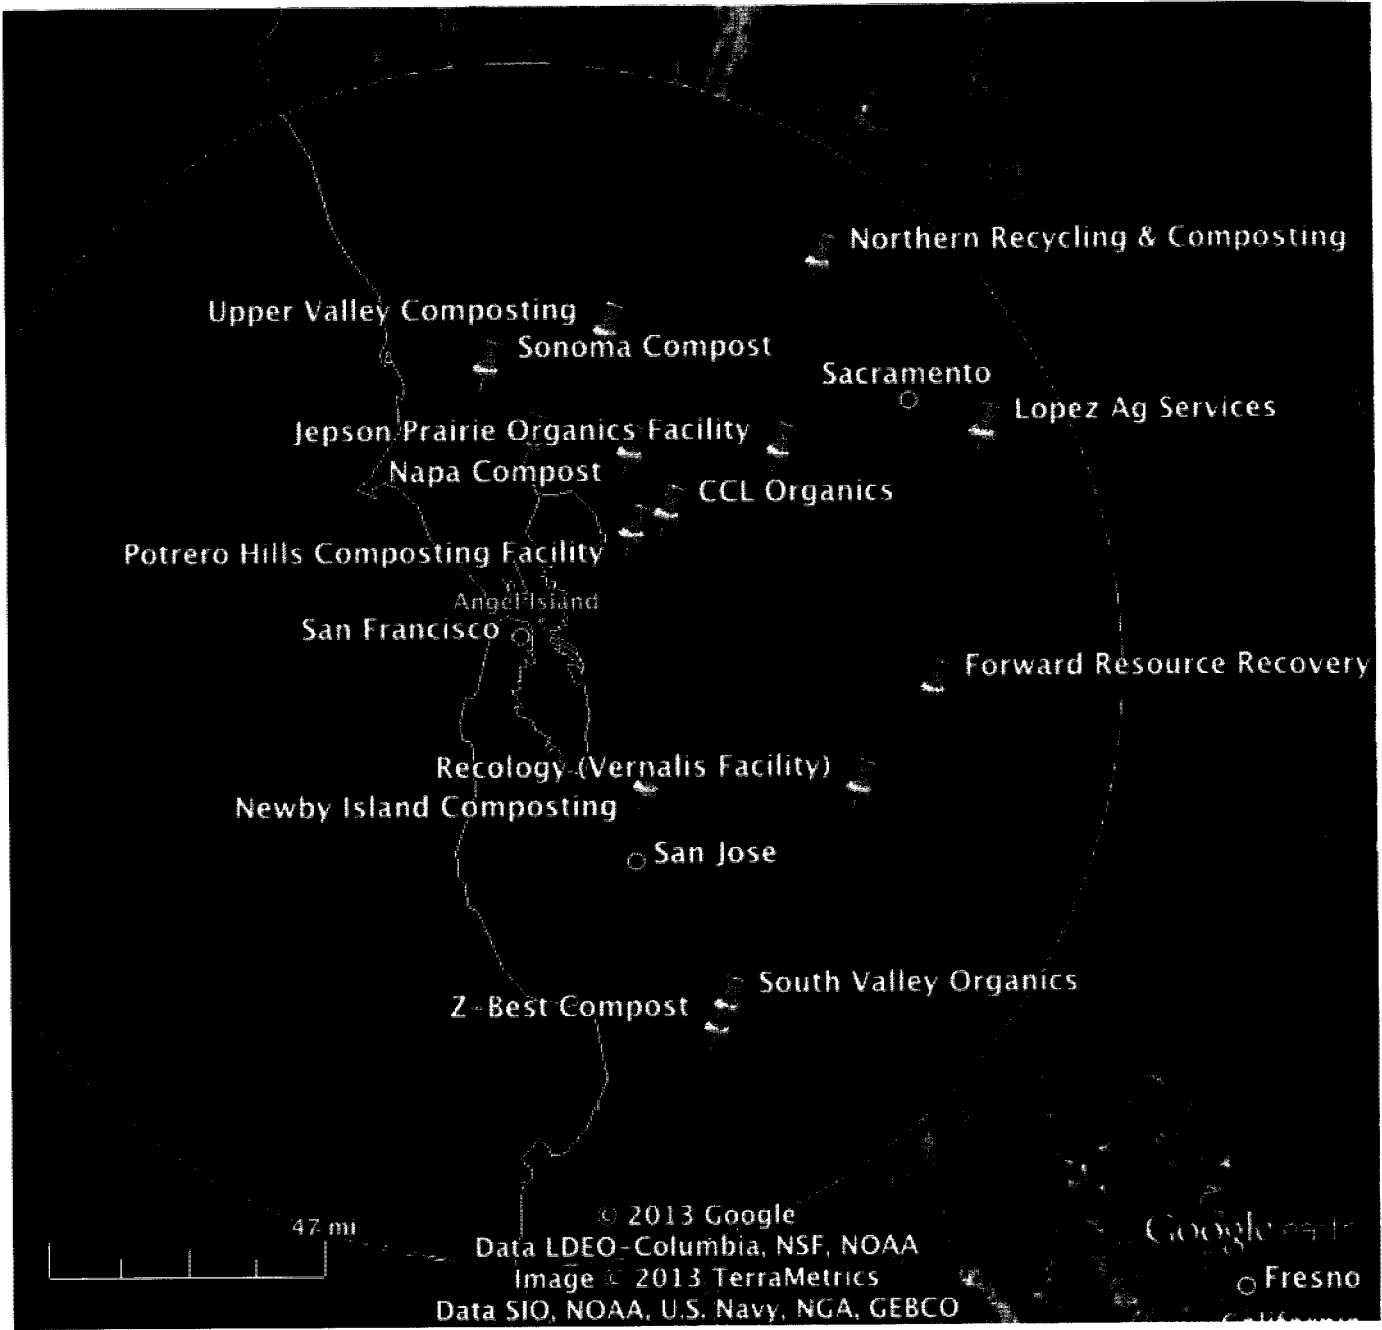 Northern Recycling & Composting
Upper Valley Composting
Sonoma Compost
Sacramento
Lopez Ag Services
Jepson Prairie Organics Facility
Napa Compost
CCL Organics
Potrero Hills Composting Facility
Angel Island
San Francisco
Forward Resource Recovery
Recology (Vernalis Facility)
Newby Island Composting
San Jose
South Valley Organics
Z-Best Compost
47 mi
© 2013 Google
Data LDEO-Columbia, NSF, NOAA
Image © 2013 TerraMetrics
Data SIO, NOAA, U.S. Navy, NGA, GEBCO
Google earth
Fresno